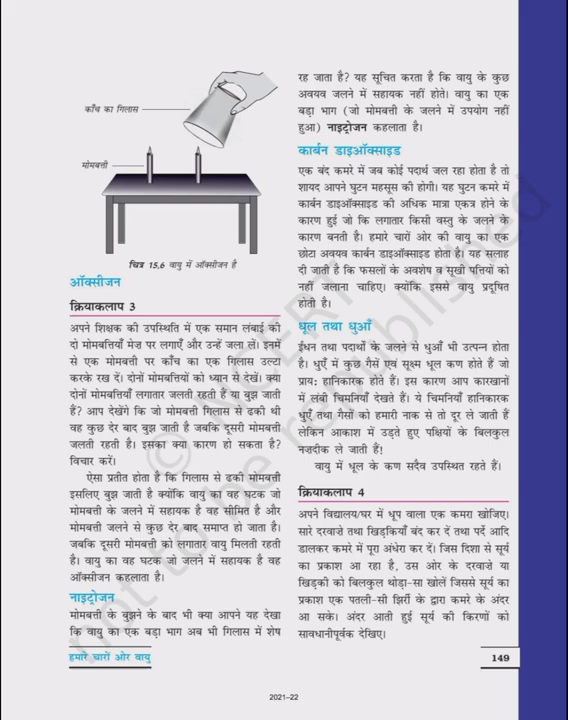 काँच का गिलास
मोमबत्ती
चित्र 15.6 वायु में ऑक्सीजन है
ऑक्सीजन
क्रियाकलाप 3
अपने शिक्षक की उपस्थिति में एक समान लंबाई की
दो मोमबत्तियाँ मेज़ पर लगाएँ और उन्हें जला लें। इनमें
से एक मोमबत्ती पर काँच का एक गिलास उल्टा
करके रख दें। दोनों मोमबत्तियों को ध्यान से देखें। क्या
दोनों मोमबत्तियाँ लगातार जलती रहती हैं या बुझ जाती
हैं? आप देखेंगे कि जो मोमबत्ती गिलास से ढकी थी
वह कुछ देर बाद बुझ जाती है जबकि दूसरी मोमबत्ती
जलती रहती है। इसका क्या कारण हो सकता है?
विचार करें।
ऐसा प्रतीत होता है कि गिलास से ढकी मोमबत्ती
इसलिए बुझ जाती है क्योंकि वायु का वह घटक जो
मोमबत्ती के जलने में सहायक है वह सीमित है और
मोमबत्ती जलने से कुछ देर बाद समाप्त हो जाता है।
जबकि दूसरी मोमबत्ती को लगातार वायु मिलती रहती
है। वायु का वह घटक जो जलने में सहायक है वह
ऑक्सीजन कहलाता है।
नाइट्रोजन
मोमबत्ती के बुझने के बाद भी क्या आपने यह देखा
कि वायु का एक बड़ा भाग अब भी गिलास में शेष
रह जाता है? यह सूचित करता है कि वायु के कुछ
अवयव जलने में सहायक नहीं होते। वायु का एक
बड़ा भाग (जो मोमबत्ती के जलने में उपयोग नहीं
हुआ) नाइट्रोजन कहलाता है।
कार्बन डाइऑक्साइड
एक बंद कमरे में जब कोई पदार्थ जल रहा होता है तो
शायद आपने घुटन महसूस की होगी। यह घुटन कमरे में
कार्बन डाइऑक्साइड की अधिक मात्रा एकत्र होने के
कारण हुई जो कि लगातार किसी वस्तु के जलने के
कारण बनती है। हमारे चारों ओर की वायु का एक
छोटा अवयव कार्बन डाइऑक्साइड होता है। यह सलाह
दी जाती है कि फसलों के अवशेष व सूखी पत्तियों को
नहीं जलाना चाहिए। क्योंकि इससे वायु प्रदूषित
होती है।
धूल तथा धुआँ
ईंधन तथा पदार्थों के जलने से धुआँ भी उत्पन्न होता
है। धुएँ में कुछ गैसें एवं सूक्ष्म धूल कण होते हैं जो
प्राय: हानिकारक होते हैं। इस कारण आप कारखानों
में लंबी चिमनियाँ देखते हैं। ये चिमनियाँ हानिकारक
धुएँ तथा गैसों को हमारी नाक से तो दूर ले जाती हैं
लेकिन आकाश में उड़ते हुए पक्षियों के बिलकुल
नज़दीक ले जाती हैं!
वायु में धूल के कण सदैव उपस्थित रहते हैं।
क्रियाकलाप 4
अपने विद्यालय/घर में धूप वाला एक कमरा खोजिए।
सारे दरवाज़े तथा खिड़कियाँ बंद कर दें तथा पर्दे आदि
डालकर कमरे में पूरा अंधेरा कर दें। जिस दिशा से सूर्य
का प्रकाश आ रहा है, उस ओर के दरवाज़े या
खिड़की को बिलकुल थोड़ा-सा खोलें जिससे सूर्य का
प्रकाश एक पतली-सी झिर्री के द्वारा कमरे के अंदर
आ सके। अंदर आती हुई सूर्य की किरणों को
सावधानीपूर्वक देखिए।
हमारे चारों ओर वायु
149
2021–22
© NCERT
not to be republished